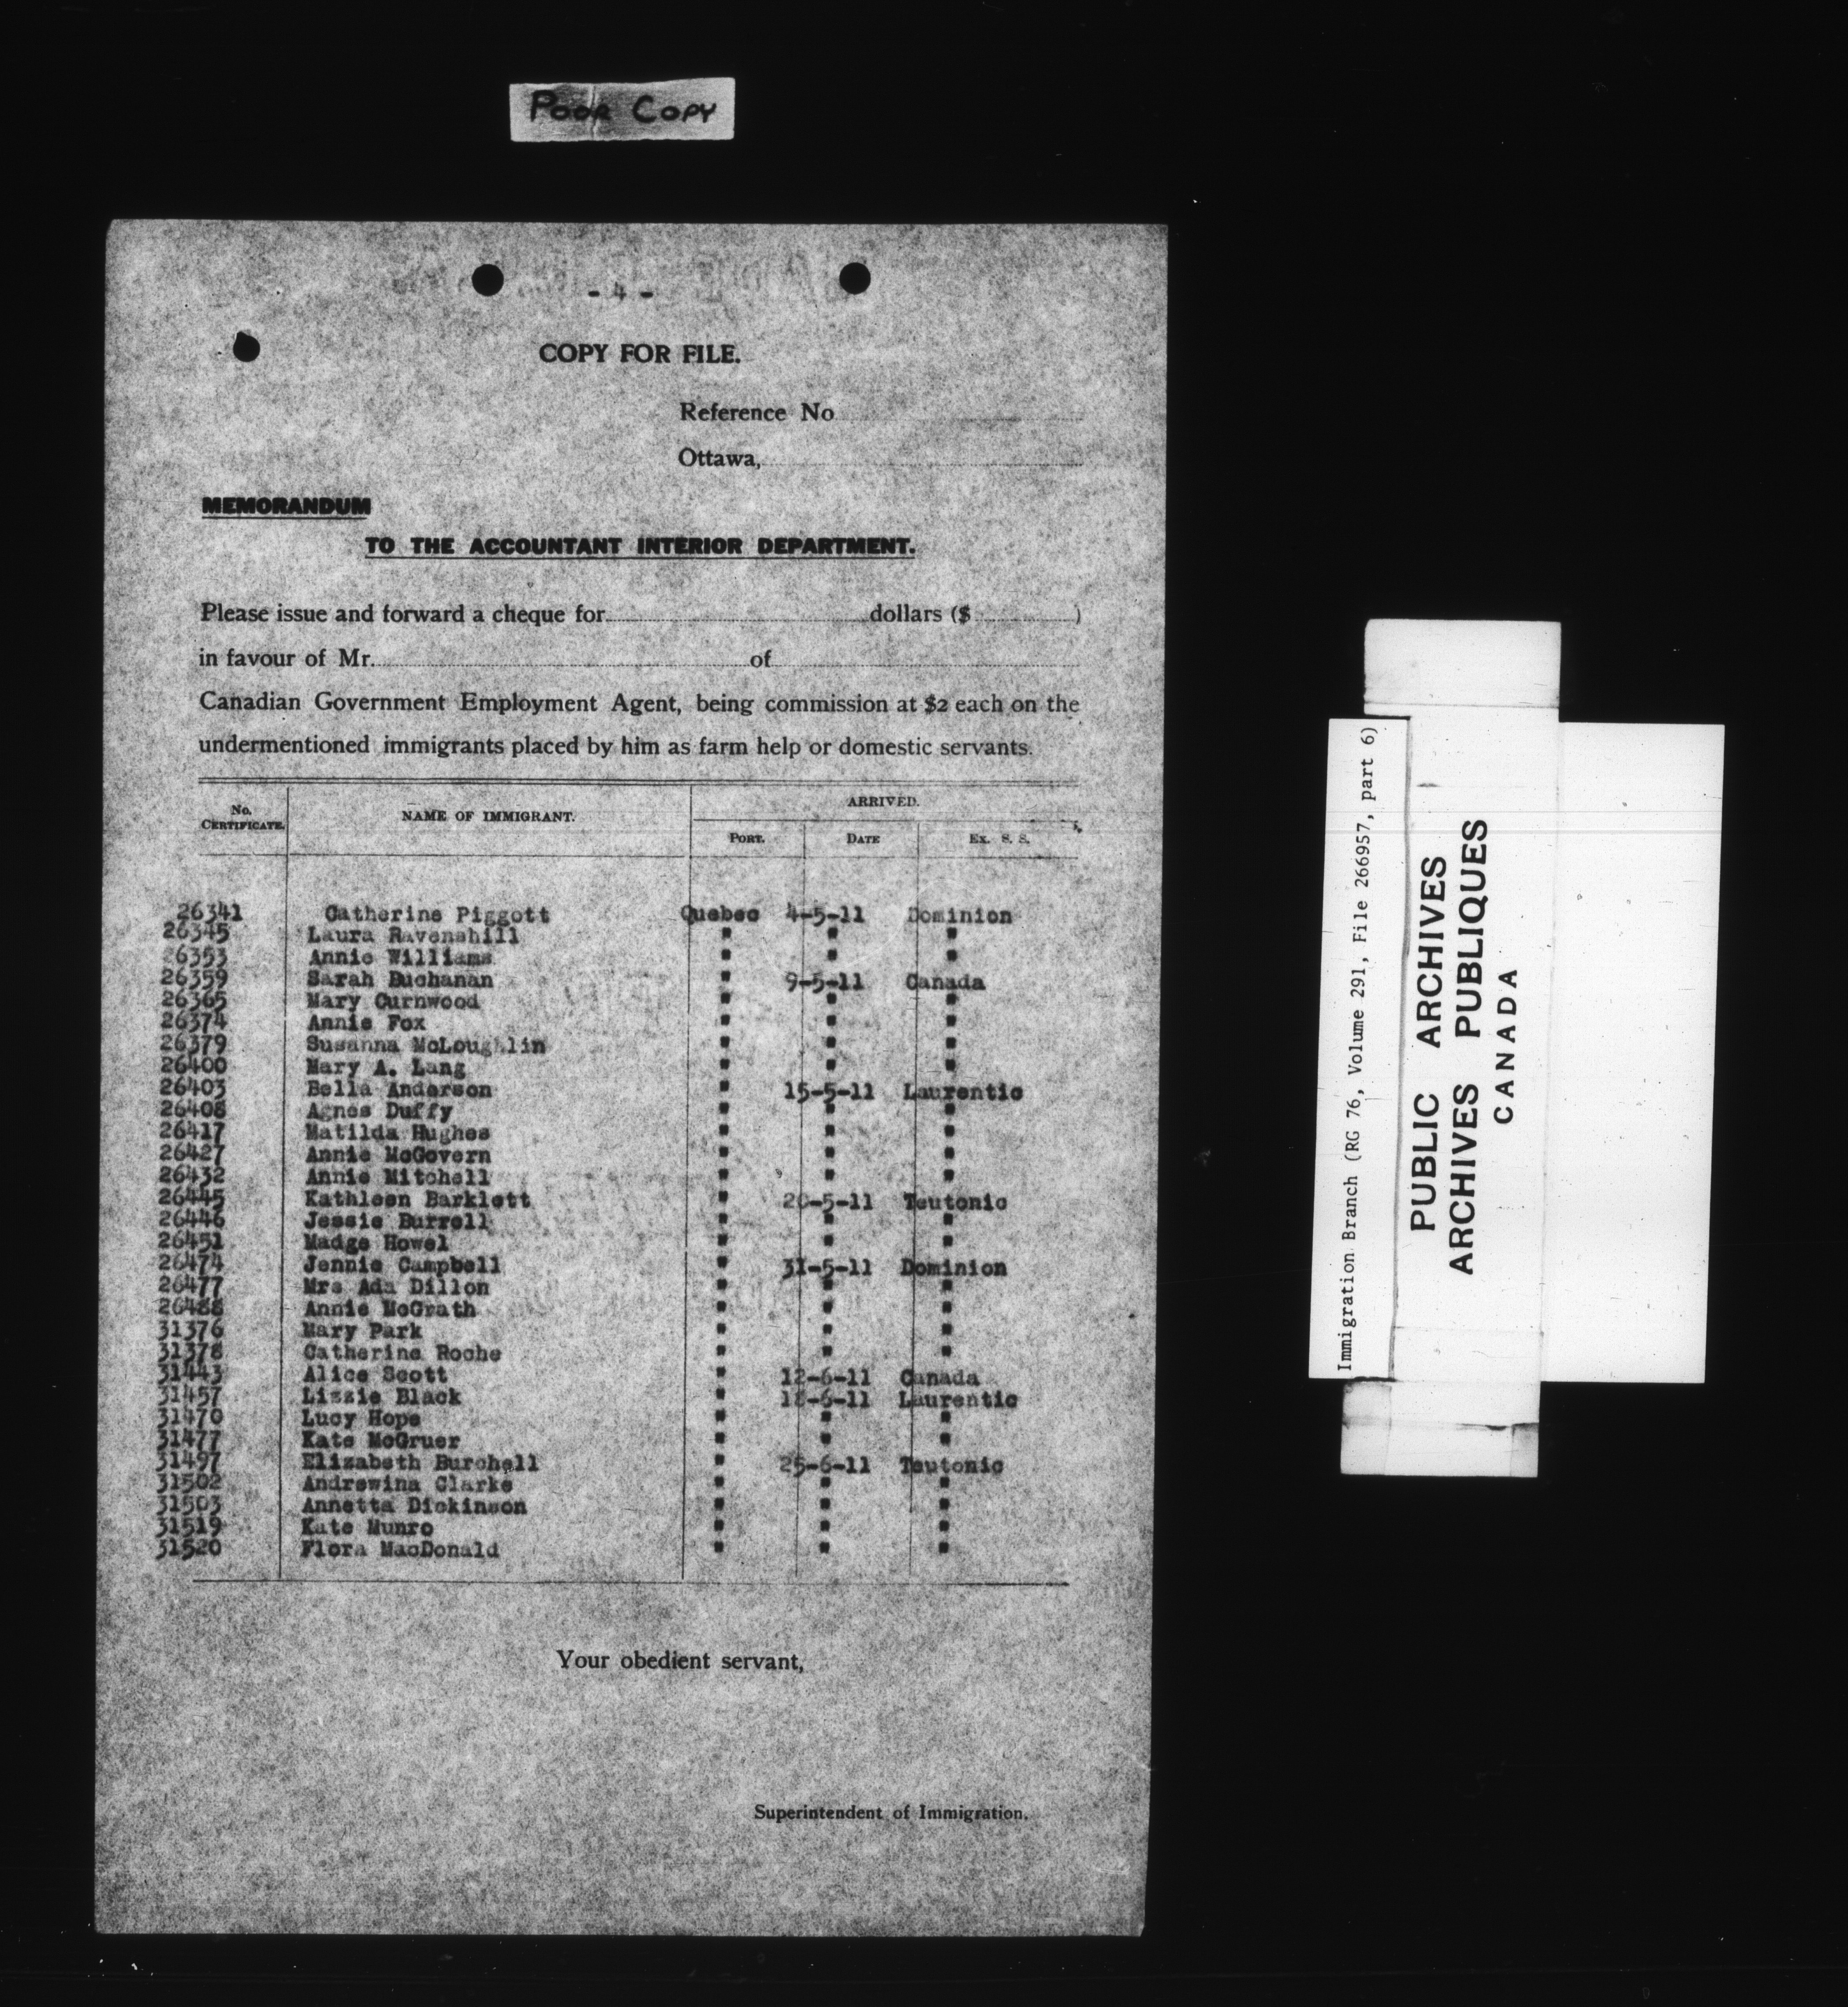 POOR COPY
- 4 -
COPY FOR FILE.
Reference No
Ottawa,
MEMORANDUM
TO THE ACCOUNTANT INTERIOR DEPARTMENT.
Please issue and forward a cheque for dollars ($ )
in favour of Mr. of
Canadian Government Employment Agent, being commission at $2 each on the
undermentioned immigrants placed by him as farm help or domestic servants.
No. CERTIFICATE. NAME OF IMMIGRANT. ARRIVED.
PORT. DATE EX. S. S.
26341 Catherine Piggott Quebec 4-5-11 Dominion
26345 Laura Ravenshill " " "
26353 Annie Williams " " "
26359 Sarah Buchanan " 9-5-11 Canada
26365 Mary Curnwood " " "
26374 Annie Fox " " "
26379 Susanna McLoughlin " " "
26400 Mary A. Lang " " "
26403 Bella Anderson " 15-5-11 Laurentic
26408 Agnes Duffy " " "
26417 Matilda Hughes " " "
26427 Annie McGovern " " "
26432 Annie Mitchell " " "
26445 Kathleen Barklett " 20-5-11 Teutonic
26446 Jessie Burrell " " "
26451 Madge Howel " " "
26474 Jennie Campbell " 31-5-11 Dominion
26477 Mrs Ada Dillon " " "
26488 Annie McGrath " " "
31376 Mary Park " " "
31378 Catherine Roche " " "
31443 Alice Scott " 12-6-11 Canada
31457 Lizzie Black " 18-6-11 Laurentic
31470 Lucy Hope " " "
31477 Kate McGruer " " "
31497 Elizabeth Burchell " 25-6-11 Teutonic
31502 Andrewina Clarke " " "
31503 Annetta Dickinson " " "
31519 Kate Munro " " "
31520 Flora MacDonald " " "
Your obedient servant,
Superintendent of Immigration.
Immigration Branch (RG 76, Volume 291, File 266957, part 6)
PUBLIC ARCHIVES
ARCHIVES PUBLIQUES
CANADA